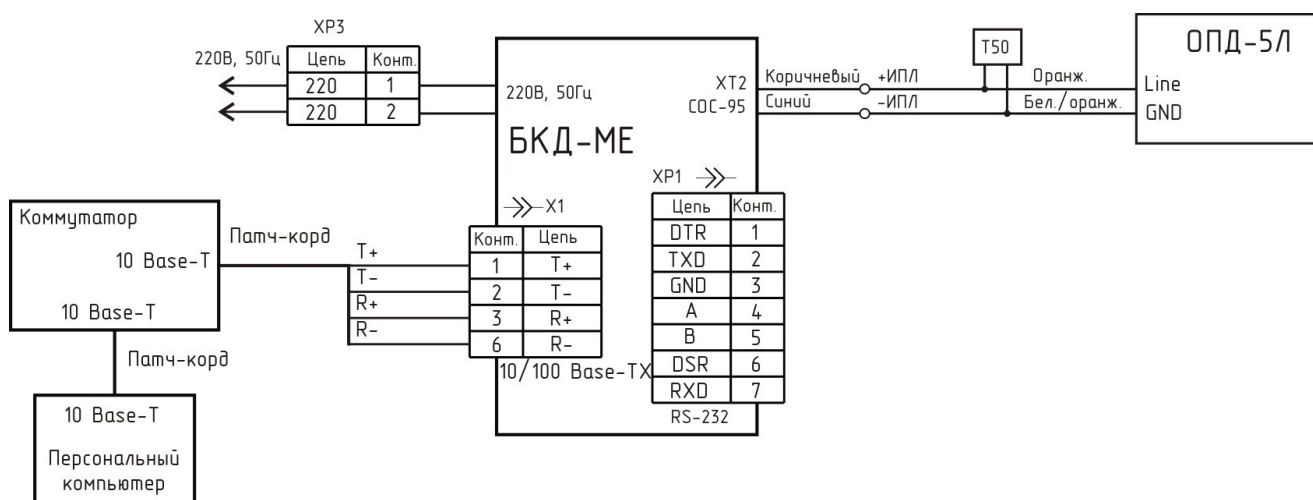 XP3
220В, 50Гц
Цепь Конт.
220 1
220 2
220В, 50Гц
БКД-МЕ
XT2
СОС-95
Коричневый +ИПЛ
Синий -ИПЛ
Т50
Оранж.
Бел./оранж.
ОПД-5Л
Line
GND
XP1
Цепь Конт.
DTR 1
TXD 2
GND 3
A 4
B 5
DSR 6
RXD 7
RS-232
X1
Конт. Цепь
1 T+
2 T-
3 R+
6 R-
10/100 Base-TX
Коммутатор
10 Base-T
10 Base-T
Патч-корд
T+
T-
R+
R-
Патч-корд
10 Base-T
Персональный
компьютер